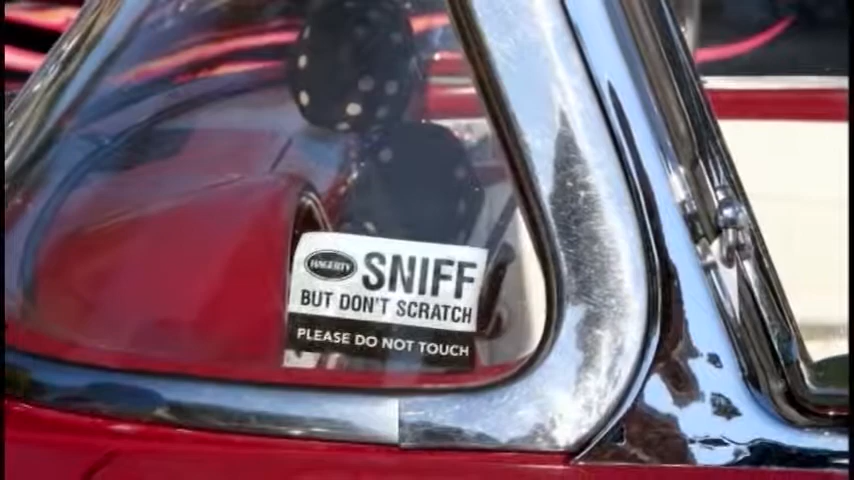 HAGERTY
SNIFF
BUT DON'T SCRATCH
PLEASE DO NOT TOUCH